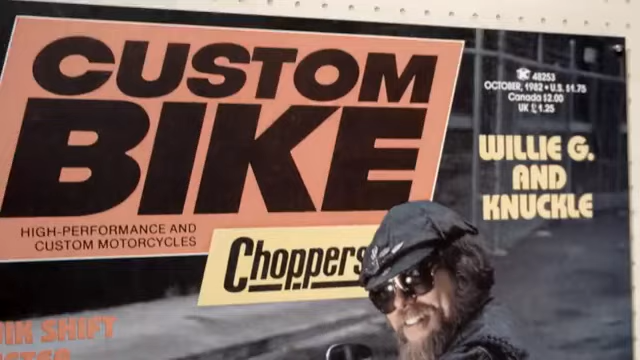 CUSTOM
BIKE
HIGH-PERFORMANCE AND
CUSTOM MOTORCYCLES
Choppers
48253
OCTOBER, 1982 • U.S. $1.75
Canada $2.00
UK £1.25
WILLIE G.
AND
KNUCKLE
SHIFT